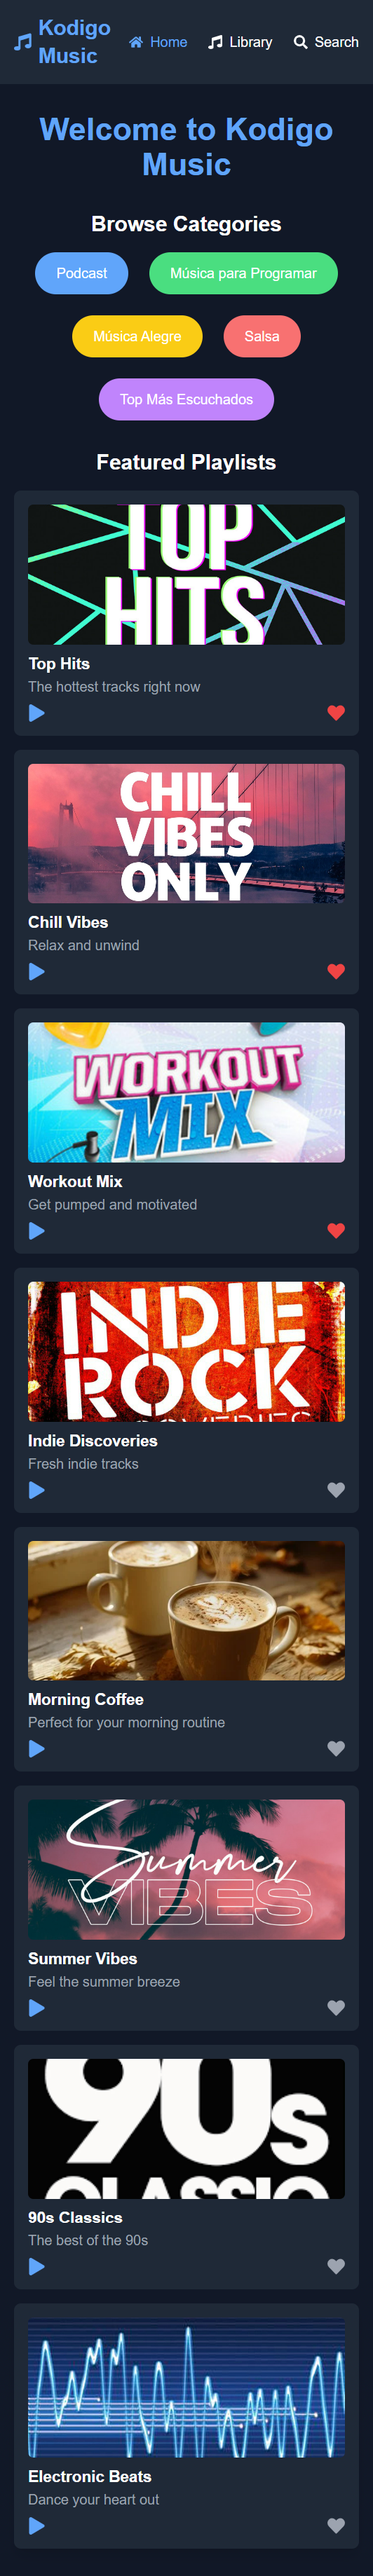 Kodigo
Music
Home
Library
Search
Welcome to Kodigo
Music
Browse Categories
Podcast
Música para Programar
Música Alegre
Salsa
Top Más Escuchados
Featured Playlists
TOP
HITS
Top Hits
The hottest tracks right now
CHILL
VIBES
ONLY
Chill Vibes
Relax and unwind
WORKOUT
MIX
Workout Mix
Get pumped and motivated
INDIE
ROCK
Indie Discoveries
Fresh indie tracks
Morning Coffee
Perfect for your morning routine
Summer
VIBES
Summer Vibes
Feel the summer breeze
90s
CLASSIC
90s Classics
The best of the 90s
Electronic Beats
Dance your heart out